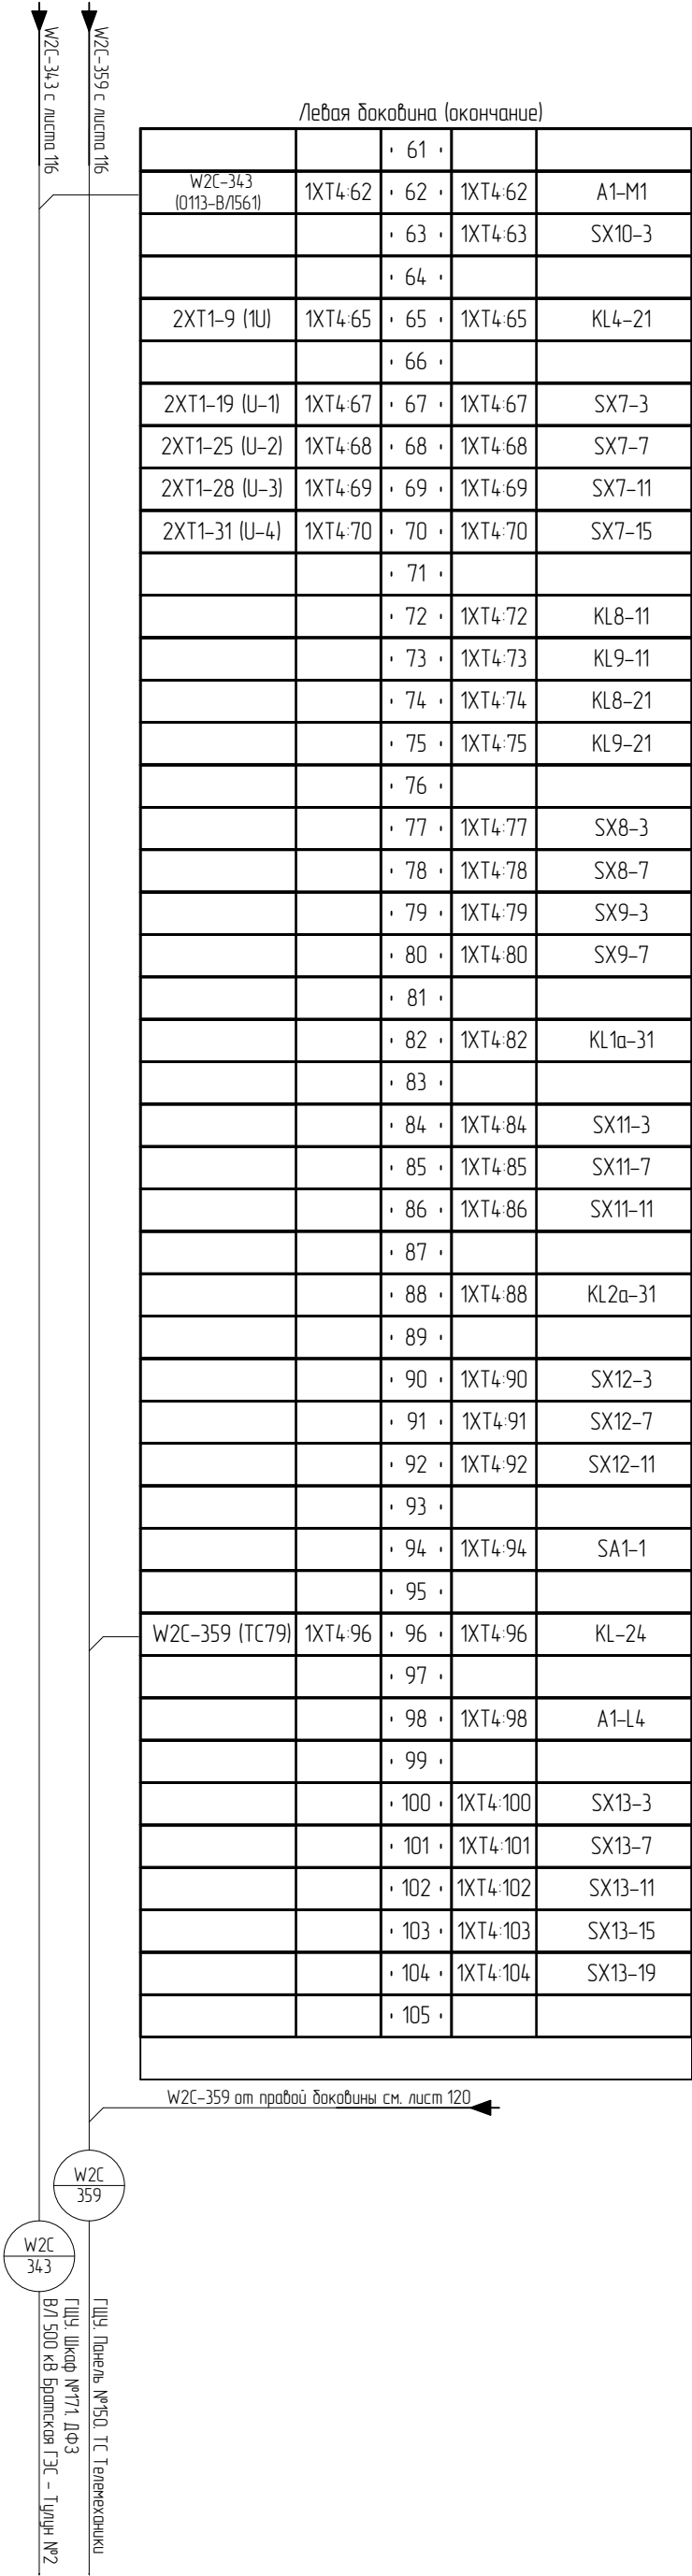 W2C-343 с листа 116
W2C-359 с листа 116
Левая боковина (окончание)
61
W2C-343 (0113-ВЛ561) 1XT4:62 62 1XT4:62 A1-M1
63 1XT4:63 SX10-3
64
2XT1-9 (1U) 1XT4:65 65 1XT4:65 KL4-21
66
2XT1-19 (U-1) 1XT4:67 67 1XT4:67 SX7-3
2XT1-25 (U-2) 1XT4:68 68 1XT4:68 SX7-7
2XT1-28 (U-3) 1XT4:69 69 1XT4:69 SX7-11
2XT1-31 (U-4) 1XT4:70 70 1XT4:70 SX7-15
71
72 1XT4:72 KL8-11
73 1XT4:73 KL9-11
74 1XT4:74 KL8-21
75 1XT4:75 KL9-21
76
77 1XT4:77 SX8-3
78 1XT4:78 SX8-7
79 1XT4:79 SX9-3
80 1XT4:80 SX9-7
81
82 1XT4:82 KL1a-31
83
84 1XT4:84 SX11-3
85 1XT4:85 SX11-7
86 1XT4:86 SX11-11
87
88 1XT4:88 KL2a-31
89
90 1XT4:90 SX12-3
91 1XT4:91 SX12-7
92 1XT4:92 SX12-11
93
94 1XT4:94 SA1-1
95
W2C-359 (ТС79) 1XT4:96 96 1XT4:96 KL-24
97
98 1XT4:98 A1-L4
99
100 1XT4:100 SX13-3
101 1XT4:101 SX13-7
102 1XT4:102 SX13-11
103 1XT4:103 SX13-15
104 1XT4:104 SX13-19
105
W2C-359 от правой боковины см. лист 120
W2C
359
W2C
343
ГЩУ. Панель №150. ТС Телемеханики
ГЩУ. Шкаф №171. ДФЗ
ВЛ 500 кВ Братская ГЭС - Тулун №2